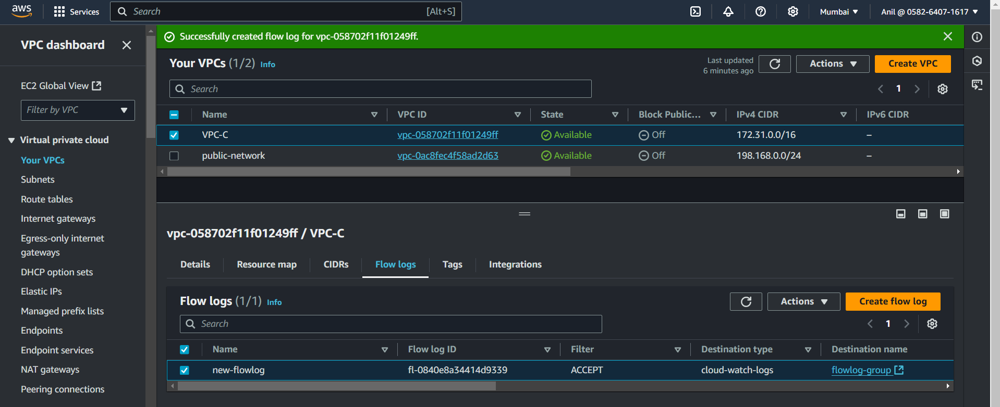 aws
Services
Search [Alt+S]
Mumbai
Anil @ 0582-6407-1617
VPC dashboard
EC2 Global View
Filter by VPC
Virtual private cloud
Your VPCs
Subnets
Route tables
Internet gateways
Egress-only internet
gateways
DHCP option sets
Elastic IPs
Managed prefix lists
Endpoints
Endpoint services
NAT gateways
Peering connections
Successfully created flow log for vpc-058702f11f01249ff.
Your VPCs (1/2) Info
Last updated
6 minutes ago
Actions
Create VPC
Search
1
Name VPC ID State Block Public... IPv4 CIDR IPv6 CIDR
VPC-C vpc-058702f11f01249ff Available Off 172.31.0.0/16 –
public-network vpc-0ac8fec4f58ad2d63 Available Off 198.168.0.0/24 –
vpc-058702f11f01249ff / VPC-C
Details Resource map CIDRs Flow logs Tags Integrations
Flow logs (1/1) Info
Actions
Create flow log
Search
1
Name Flow log ID Filter Destination type Destination name
new-flowlog fl-0840e8a34414d9339 ACCEPT cloud-watch-logs flowlog-group